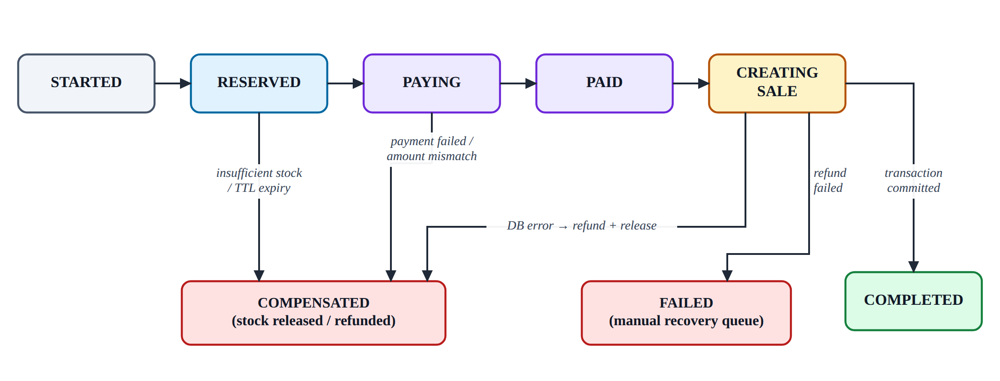 STARTED
RESERVED
PAYING
PAID
CREATING
SALE
payment failed /
amount mismatch
insufficient stock
/ TTL expiry
refund
failed
transaction
committed
DB error → refund + release
COMPENSATED
(stock released / refunded)
FAILED
(manual recovery queue)
COMPLETED